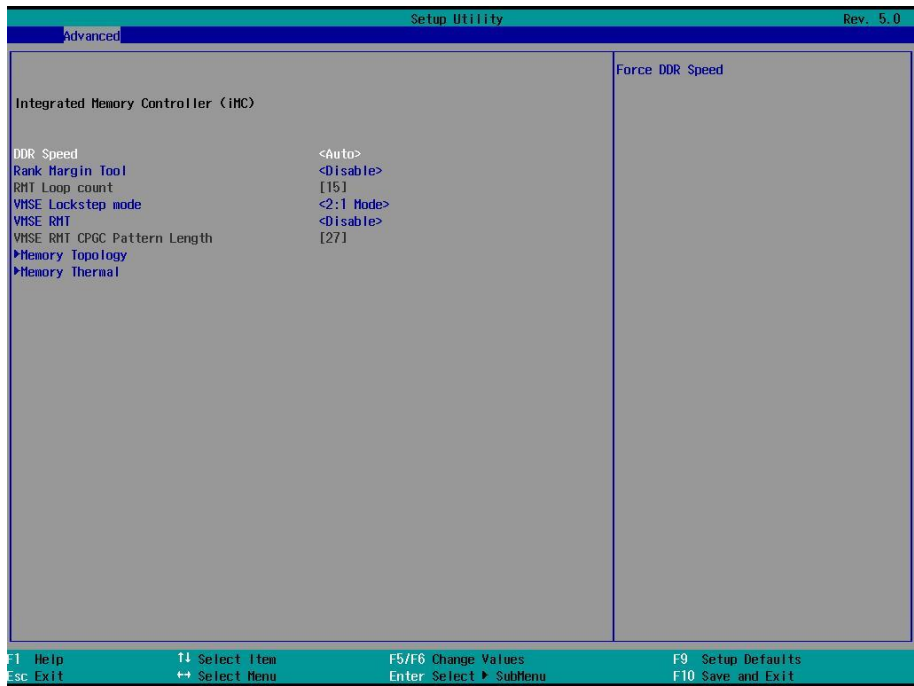 Setup Utility Rev. 5.0
Advanced
Force DDR Speed
Integrated Memory Controller (iMC)
DDR Speed <Auto>
Rank Margin Tool <Disable>
RMT Loop count [15]
VMSE Lockstep mode <2:1 Mode>
VMSE RMT <Disable>
VMSE RMT CPGC Pattern Length [27]
▶Memory Topology
▶Memory Thermal
F1 Help ↑↓ Select Item F5/F6 Change Values F9 Setup Defaults
Esc Exit ↔ Select Menu Enter Select ▶ SubMenu F10 Save and Exit